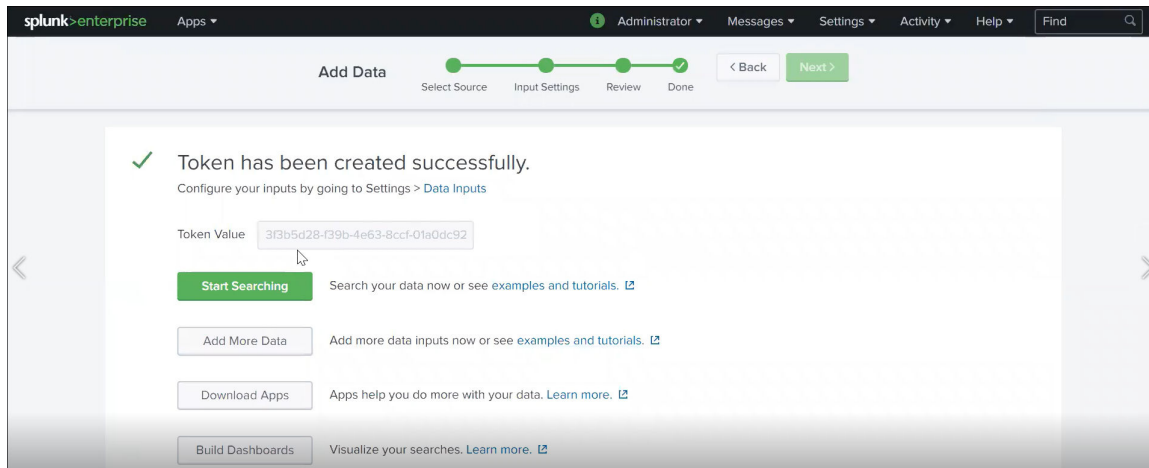 splunk>enterprise Apps Administrator Messages Settings Activity Help Find
Add Data
Select Source Input Settings Review Done
< Back Next >
Token has been created successfully.
Configure your inputs by going to Settings > Data Inputs
Token Value 3f3b5d28-f39b-4e63-8ccf-01a0dc92
Start Searching Search your data now or see examples and tutorials.
Add More Data Add more data inputs now or see examples and tutorials.
Download Apps Apps help you do more with your data. Learn more.
Build Dashboards Visualize your searches. Learn more.